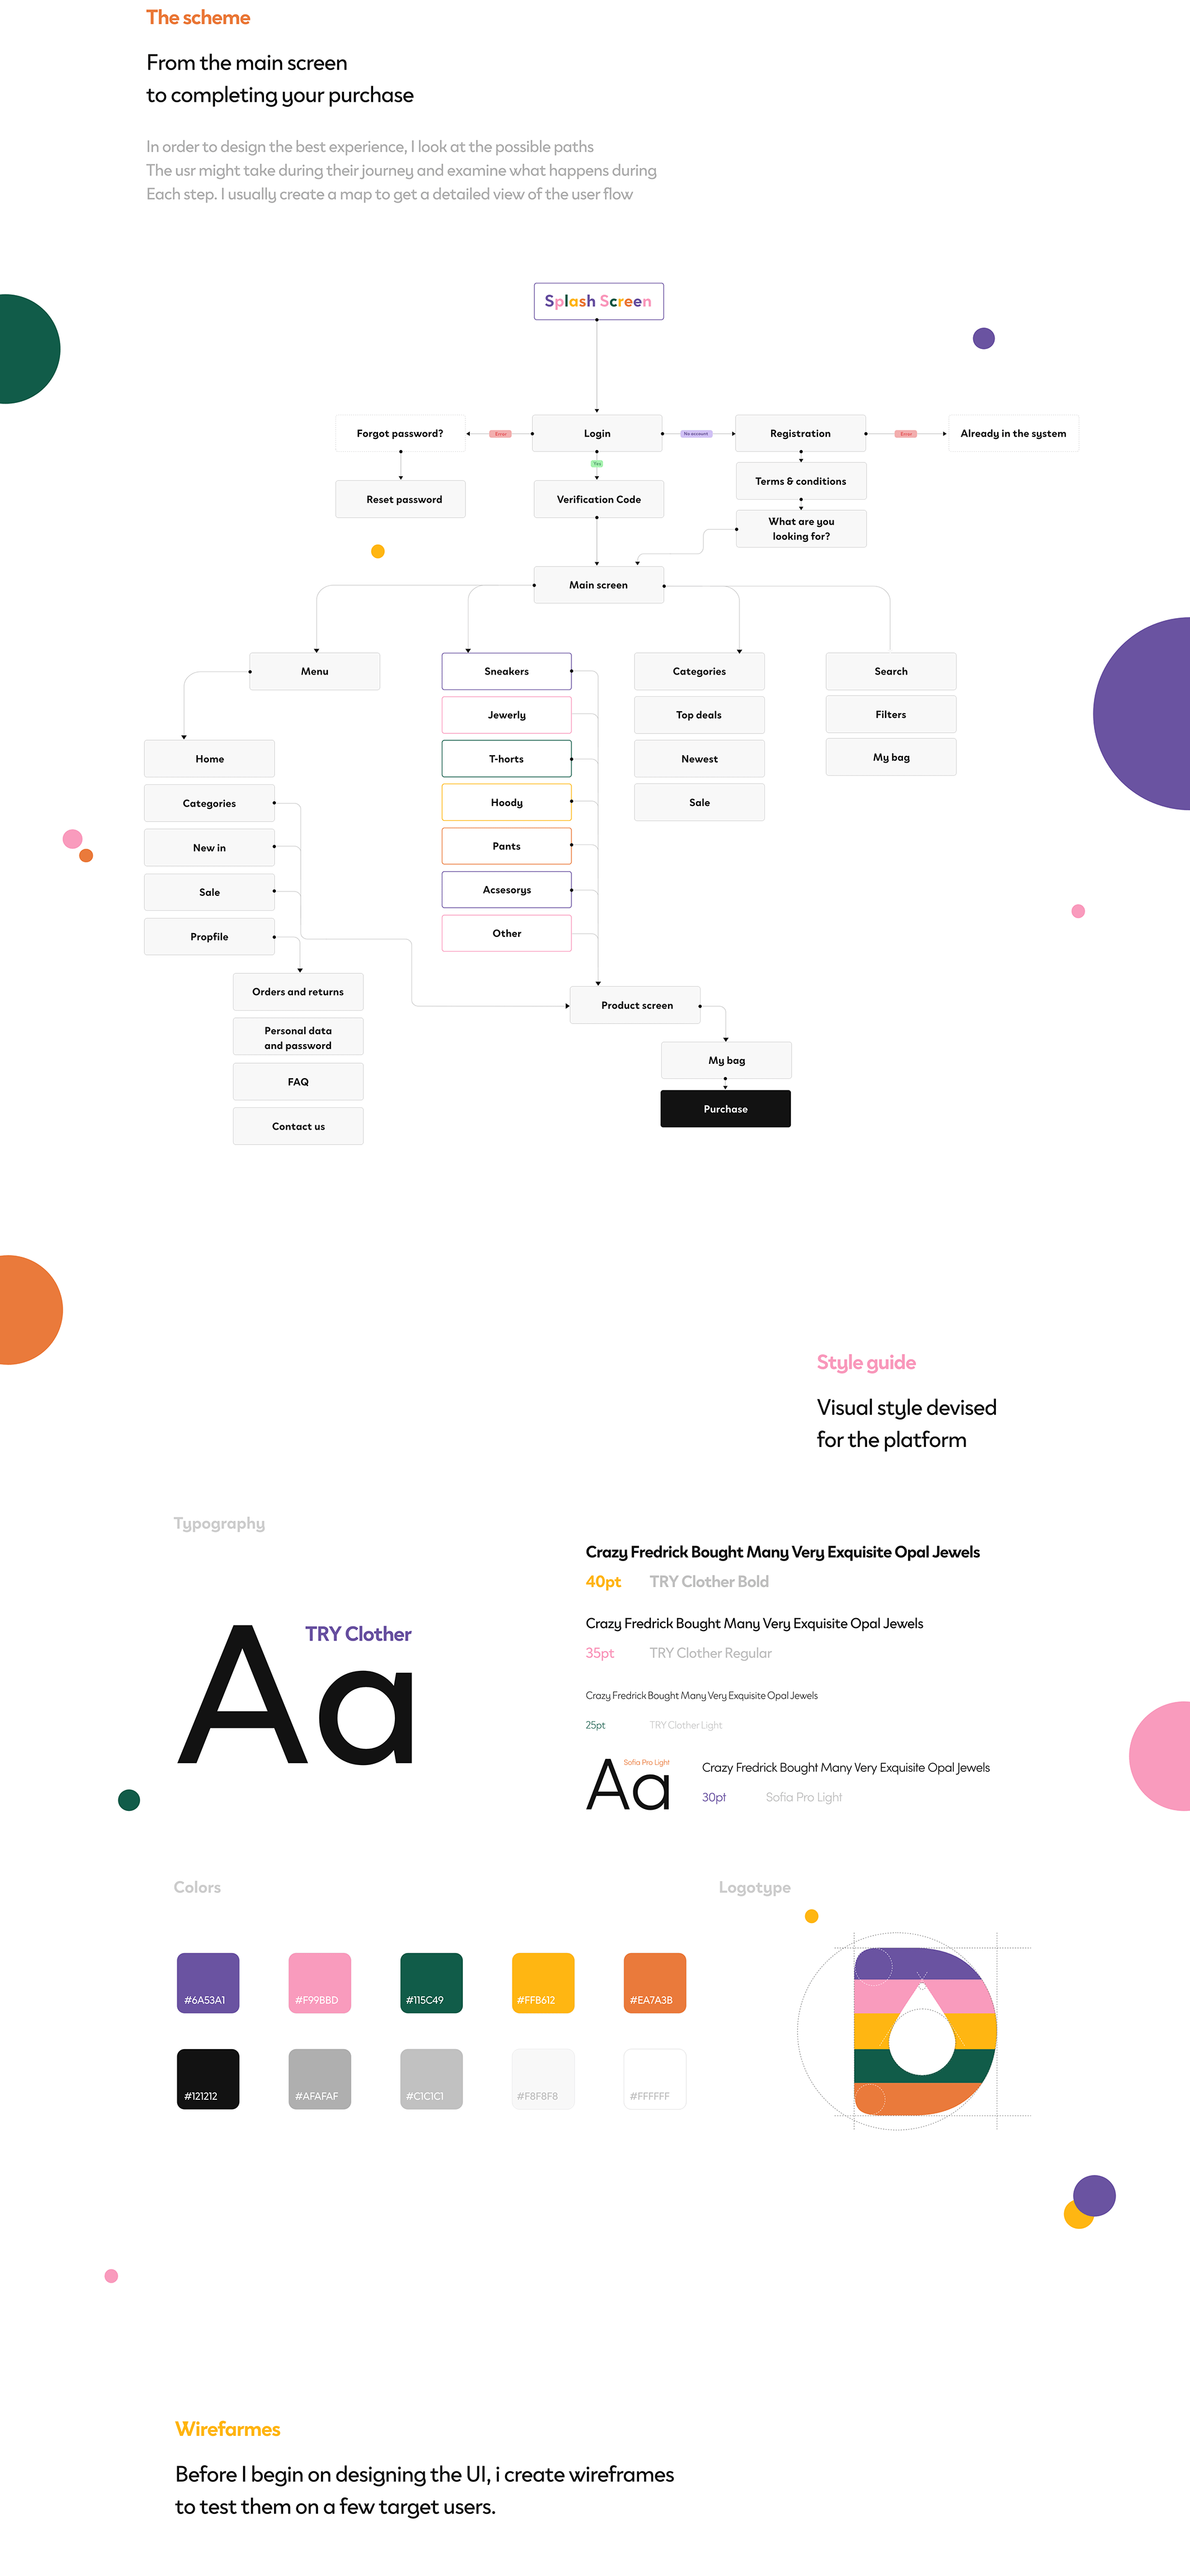 The scheme
From the main screen
to completing your purchase
In order to design the best experience, I look at the possible paths
The usr might take during their journey and examine what happens during
Each step. I usually create a map to get a detailed view of the user flow
Splash Screen
Forgot password?
Error
Login
No account
Registration
Error
Already in the system
Yes
Terms & conditions
Reset password
Verification Code
What are you
looking for?
Main screen
Menu
Sneakers
Categories
Search
Jewerly
Top deals
Filters
Home
T-horts
Newest
My bag
Categories
Hoody
Sale
New in
Pants
Sale
Acsesorys
Propfile
Other
Orders and returns
Product screen
Personal data
and password
My bag
FAQ
Purchase
Contact us
Style guide
Visual style devised
for the platform
Typography
Aa
TRY Clother
Crazy Fredrick Bought Many Very Exquisite Opal Jewels
40pt TRY Clother Bold
Crazy Fredrick Bought Many Very Exquisite Opal Jewels
35pt TRY Clother Regular
Crazy Fredrick Bought Many Very Exquisite Opal Jewels
25pt TRY Clother Light
Aa
Sofia Pro Light
Crazy Fredrick Bought Many Very Exquisite Opal Jewels
30pt Sofia Pro Light
Colors
Logotype
#6A53A1
#F99BBD
#115C49
#FFB612
#EA7A3B
#121212
#AFAFAF
#C1C1C1
#F8F8F8
#FFFFFF
Wirefarmes
Before I begin on designing the UI, i create wireframes
to test them on a few target users.